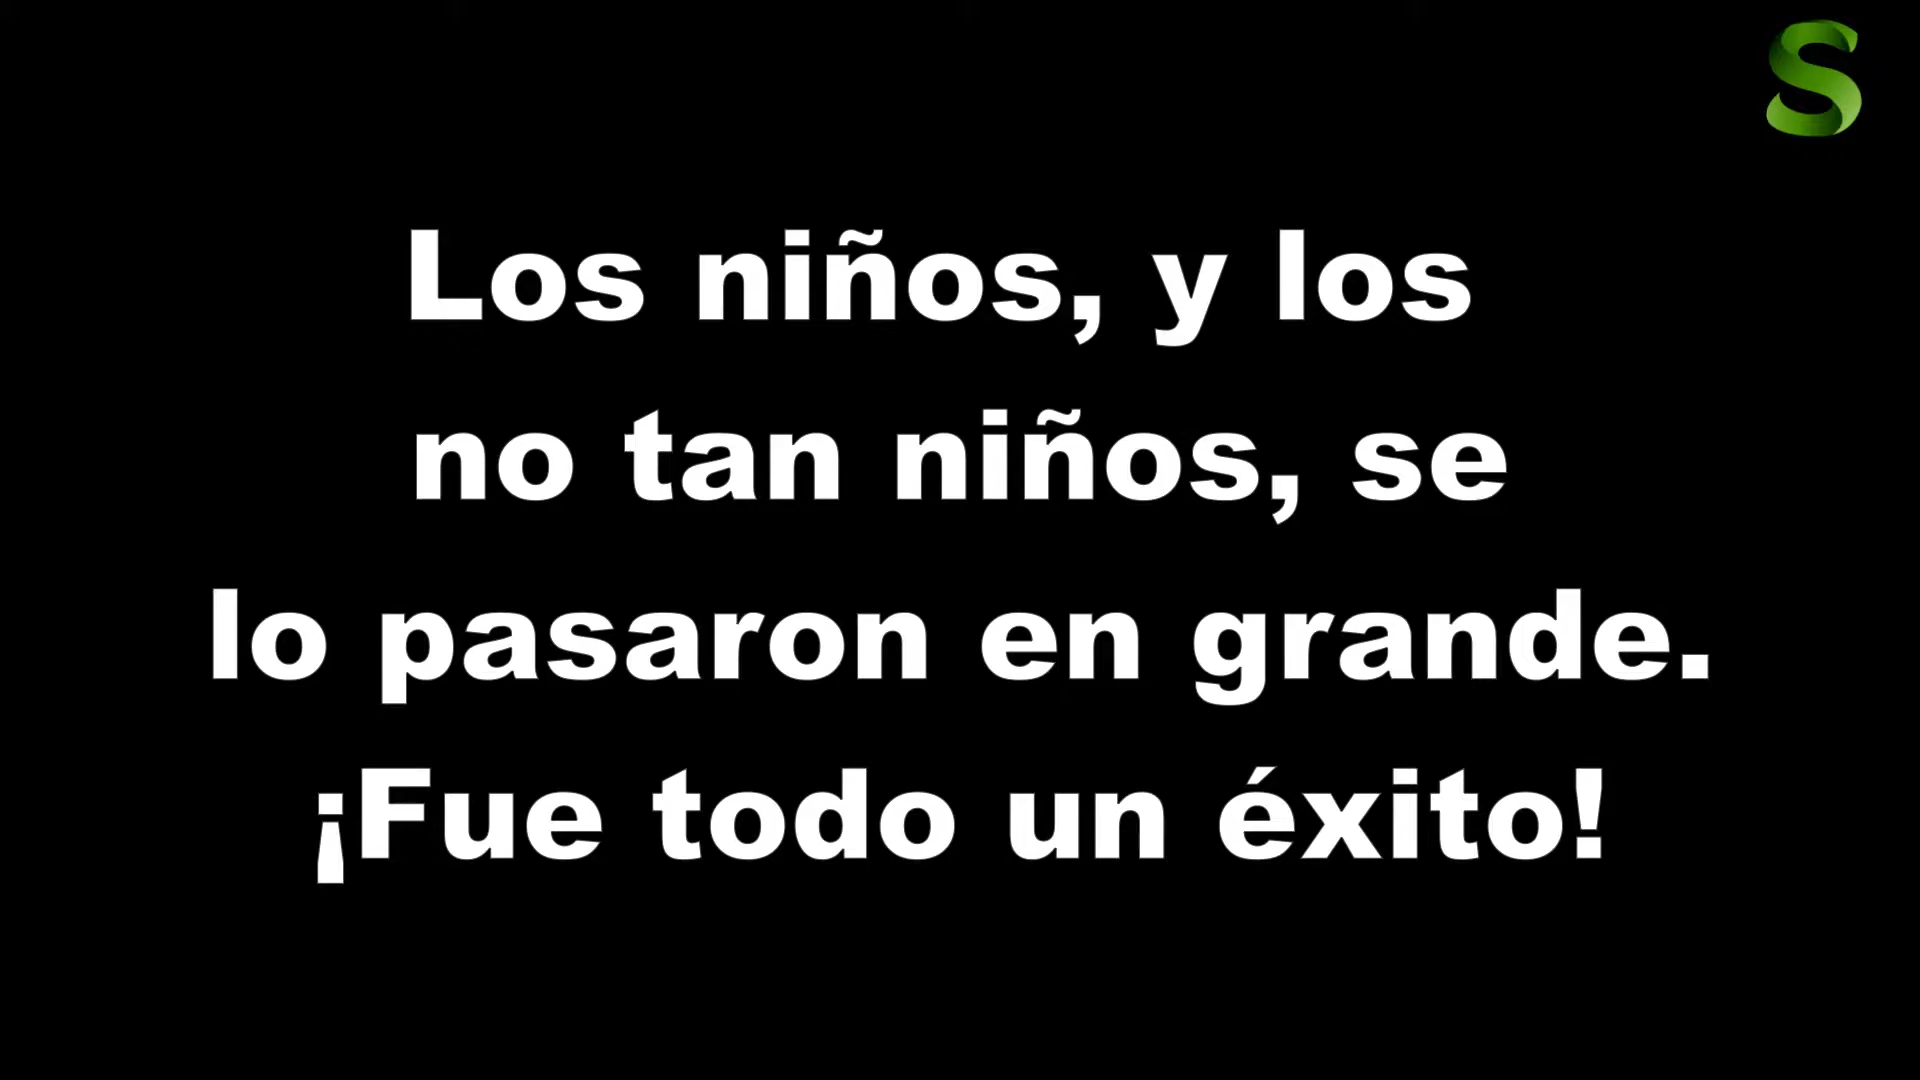 S
Los niños, y los
no tan niños, se
lo pasaron en grande.
¡Fue todo un éxito!